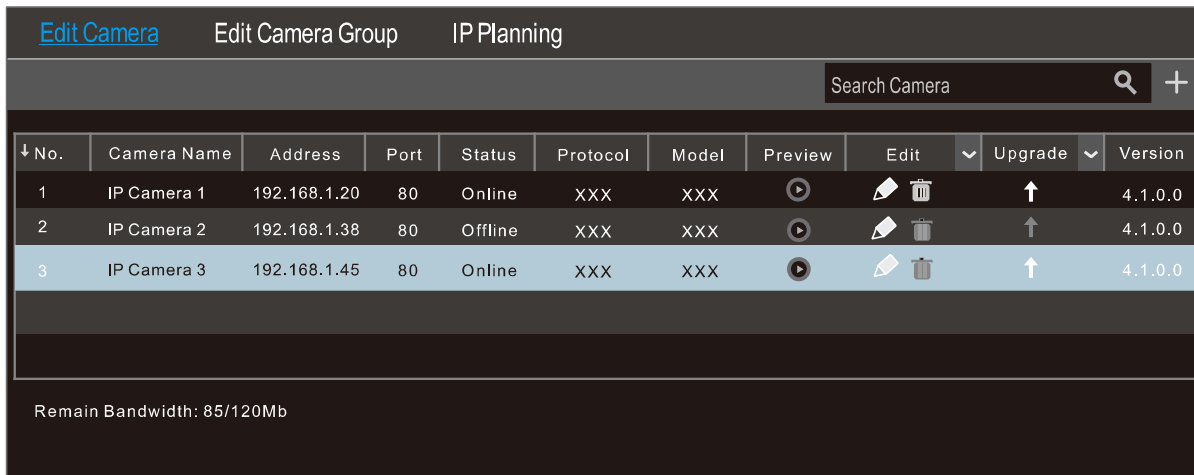 Edit Camera Edit Camera Group IP Planning
Search Camera
No. Camera Name Address Port Status Protocol Model Preview Edit Upgrade Version
1 IP Camera 1 192.168.1.20 80 Online XXX XXX 4.1.0.0
2 IP Camera 2 192.168.1.38 80 Offline XXX XXX 4.1.0.0
3 IP Camera 3 192.168.1.45 80 Online XXX XXX 4.1.0.0
Remain Bandwidth: 85/120Mb